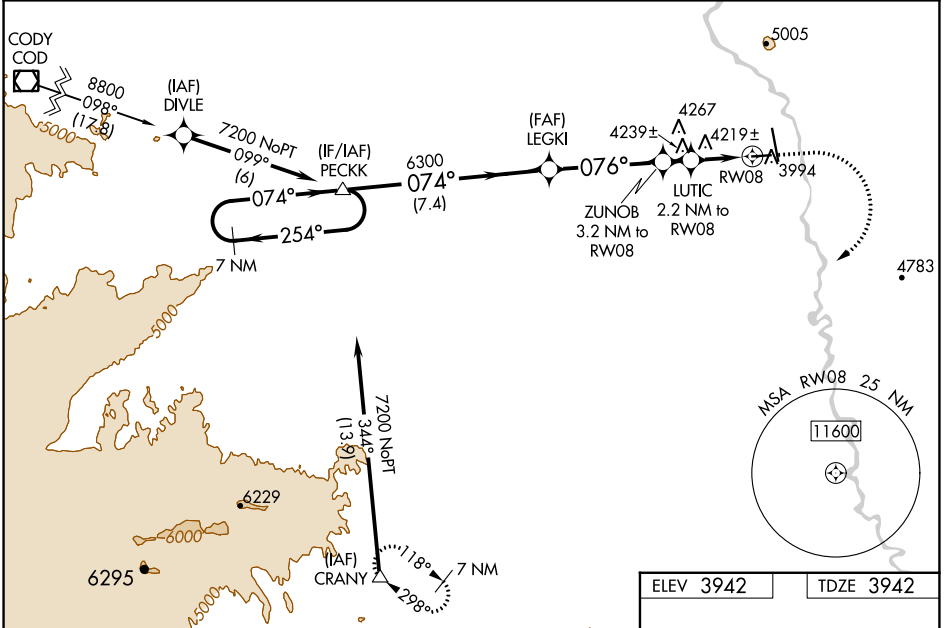 CODY
COD
8800
098°
(17.8)
5000
(IAF)
DIVLE
7200 NoPT
099°
(6)
(IF/IAF)
PECKK
6300
074°
(7.4)
074°
254°
7 NM
(FAF)
LEGKI
076°
4267
4239±
4219±
5005
RW08
3994
LUTIC
2.2 NM to
RW08
ZUNOB
3.2 NM to
RW08
4783
5000
7200 NoPT
344°
(13.9)
MSA RW08 25 NM
11600
6229
6000
6295
5000
(IAF)
CRANY
118°
298°
7 NM
ELEV 3942
TDZE 3942